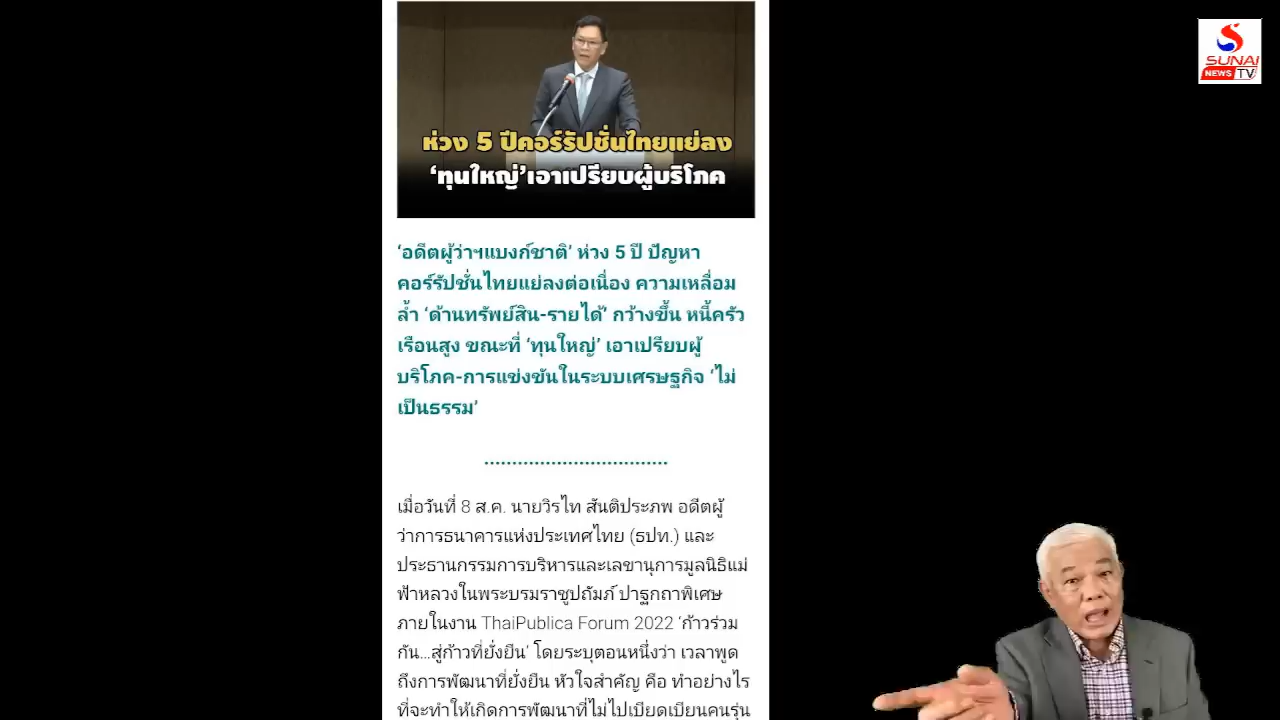 SUNAI
NEWS TV
ห่วง 5 ปีคอร์รัปชั่นไทยแย่ลง
‘ทุนใหญ่’เอาเปรียบผู้บริโภค
‘อดีตผู้ว่าฯแบงก์ชาติ’ ห่วง 5 ปี ปัญหา
คอร์รัปชั่นไทยแย่ลงต่อเนื่อง ความเหลื่อม
ล้ำ ‘ด้านทรัพย์สิน-รายได้’ กว้างขึ้น หนี้ครัว
เรือนสูง ขณะที่ ‘ทุนใหญ่’ เอาเปรียบผู้
บริโภค-การแข่งขันในระบบเศรษฐกิจ ‘ไม่
เป็นธรรม’
.................................
เมื่อวันที่ 8 ส.ค. นายวิรไท สันติประภพ อดีตผู้
ว่าการธนาคารแห่งประเทศไทย (ธปท.) และ
ประธานกรรมการบริหารและเลขานุการมูลนิธิแม่
ฟ้าหลวงในพระบรมราชูปถัมภ์ ปาฐกถาพิเศษ
ภายในงาน ThaiPublica Forum 2022 ‘ก้าวร่วม
กัน...สู่ก้าวที่ยั่งยืน’ โดยระบุตอนหนึ่งว่า เวลาพูด
ถึงการพัฒนาที่ยั่งยืน หัวใจสำคัญ คือ ทำอย่างไร
ที่จะทำให้เกิดการพัฒนาที่ไม่ไปเบียดเบียนคนรุ่น